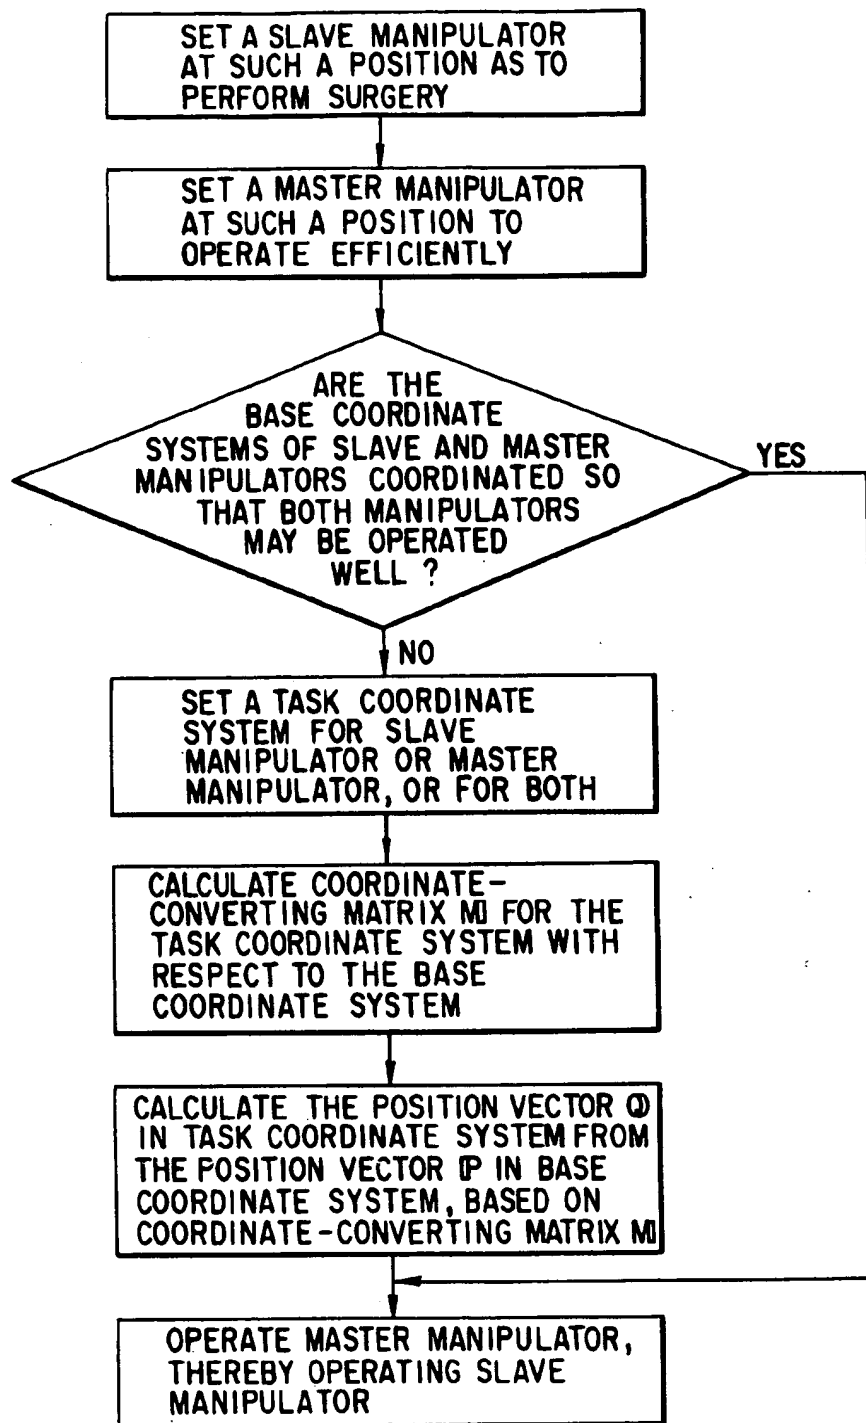 SET A SLAVE MANIPULATOR
AT SUCH A POSITION AS TO
PERFORM SURGERY
SET A MASTER MANIPULATOR
AT SUCH A POSITION TO
OPERATE EFFICIENTLY
ARE THE
BASE COORDINATE
SYSTEMS OF SLAVE AND MASTER
MANIPULATORS COORDINATED SO
THAT BOTH MANIPULATORS
MAY BE OPERATED
WELL ?
YES
NO
SET A TASK COORDINATE
SYSTEM FOR SLAVE
MANIPULATOR OR MASTER
MANIPULATOR, OR FOR BOTH
CALCULATE COORDINATE-
CONVERTING MATRIX M FOR THE
TASK COORDINATE SYSTEM WITH
RESPECT TO THE BASE
COORDINATE SYSTEM
CALCULATE THE POSITION VECTOR Q
IN TASK COORDINATE SYSTEM FROM
THE POSITION VECTOR P IN BASE
COORDINATE SYSTEM, BASED ON
COORDINATE-CONVERTING MATRIX M
OPERATE MASTER MANIPULATOR,
THEREBY OPERATING SLAVE
MANIPULATOR